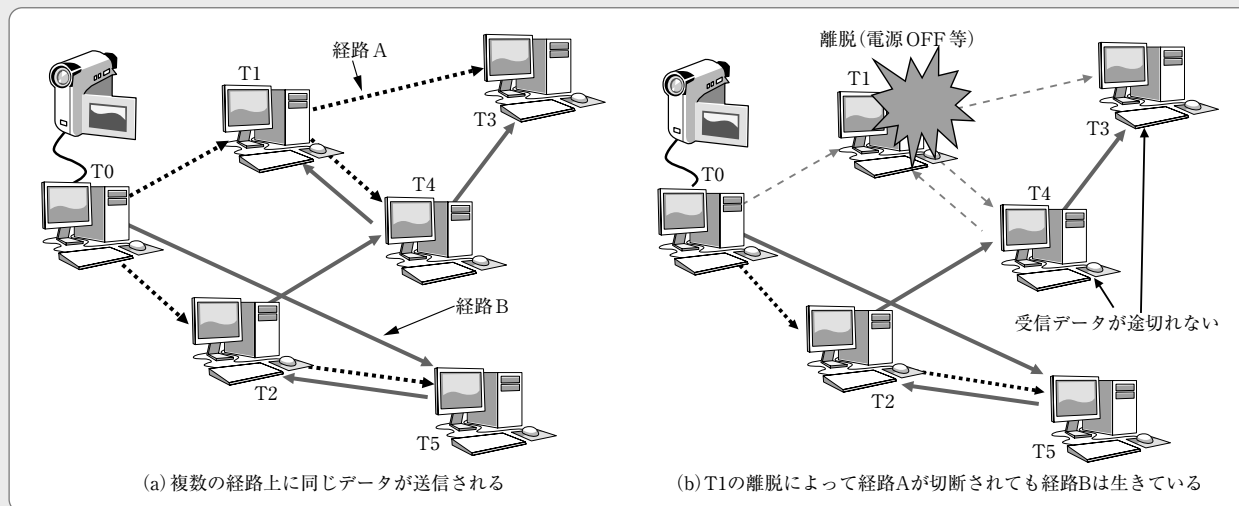 経路A
T1
T3
T0
T4
経路B
T2
T5
(a)複数の経路上に同じデータが送信される
離脱(電源OFF等)
T1
T3
T0
T4
受信データが途切れない
T2
T5
(b)T1の離脱によって経路Aが切断されても経路Bは生きている